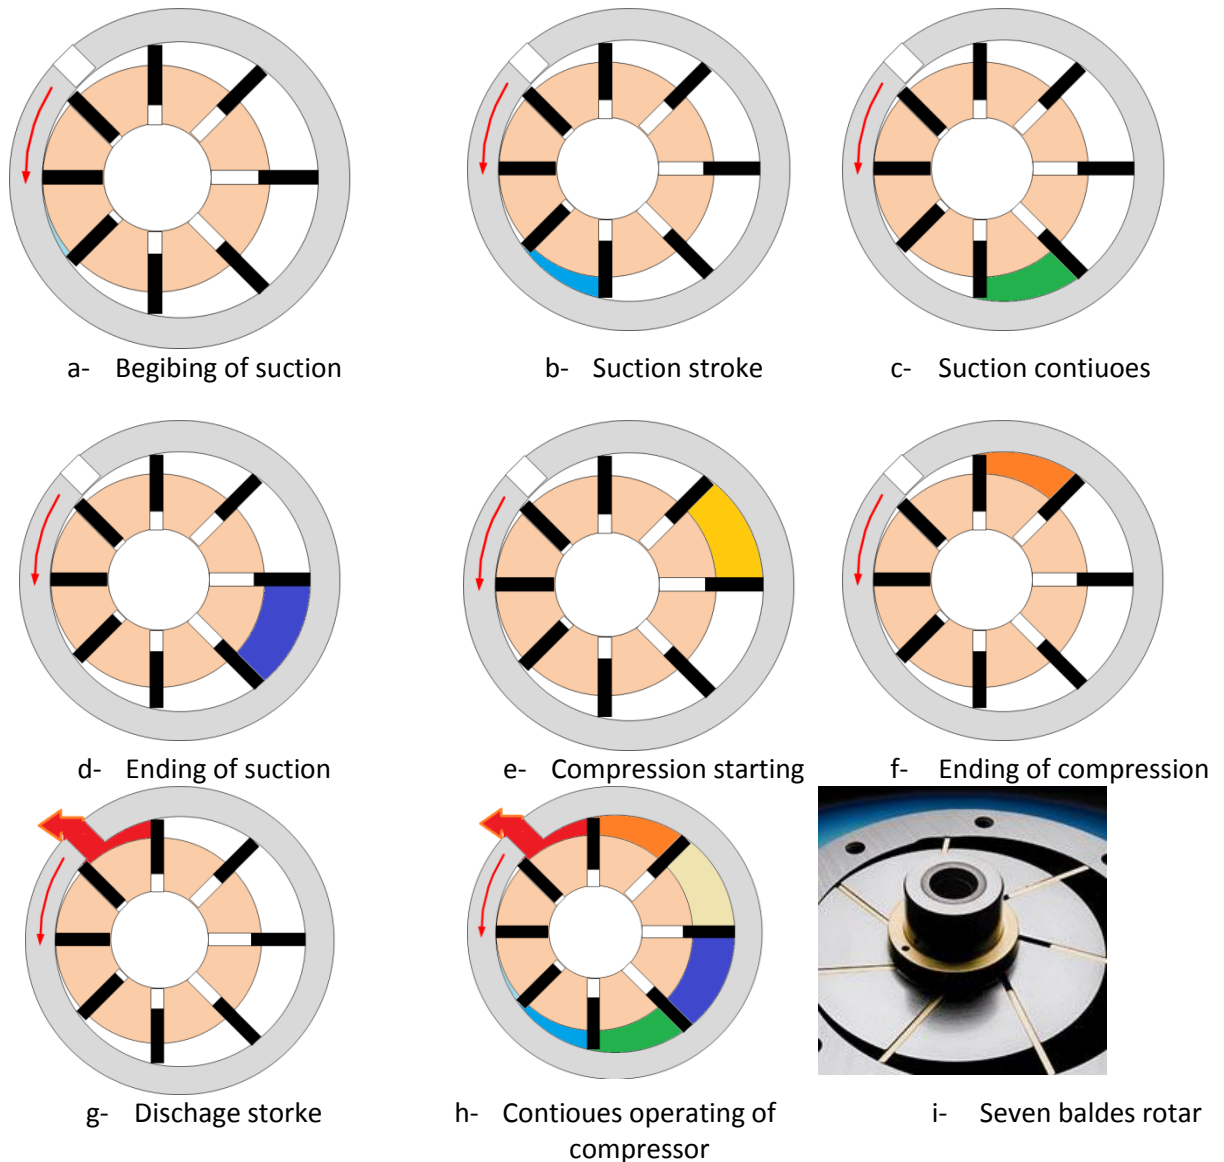 a- Begibing of suction
b- Suction stroke
c- Suction contiuoes
d- Ending of suction
e- Compression starting
f- Ending of compression
g- Dischage storke
h- Contioues operating of
compressor
i- Seven baldes rotar